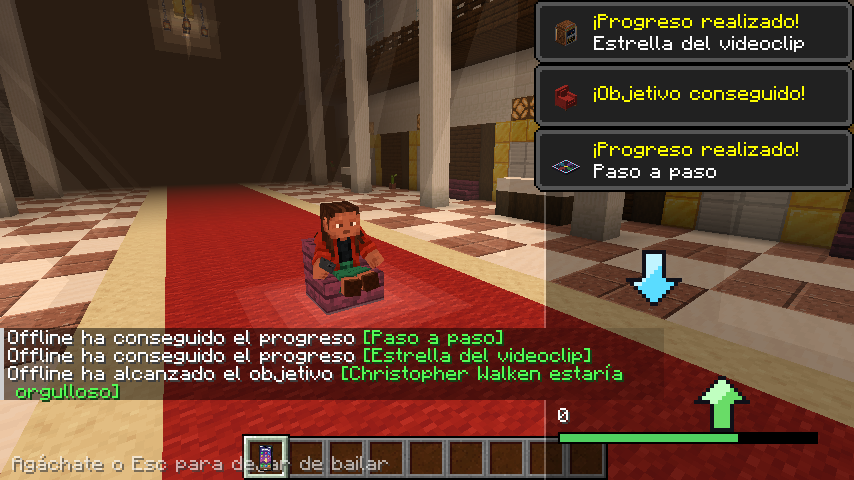 ¡Progreso realizado!
Estrella del videoclip
¡Objetivo conseguido!
¡Progreso realizado!
Paso a paso
Offline ha conseguido el progreso [Paso a paso]
Offline ha conseguido el progreso [Estrella del videoclip]
Offline ha alcanzado el objetivo [Christopher Walken estaría
orgulloso]
0
Agáchate o Esc para dejar de bailar